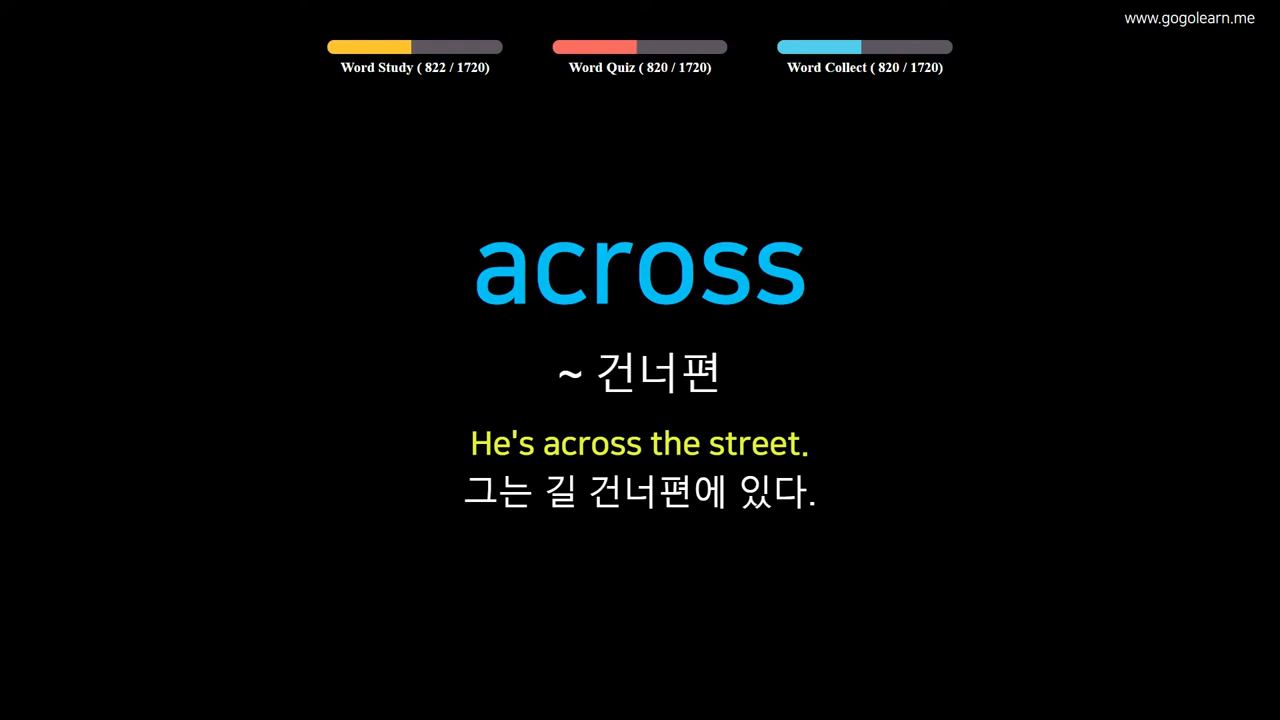 www.gogolearn.me
Word Study ( 822 / 1720)
Word Quiz ( 820 / 1720)
Word Collect ( 820 / 1720)
across
~ 건너편
He's across the street.
그는 길 건너편에 있다.